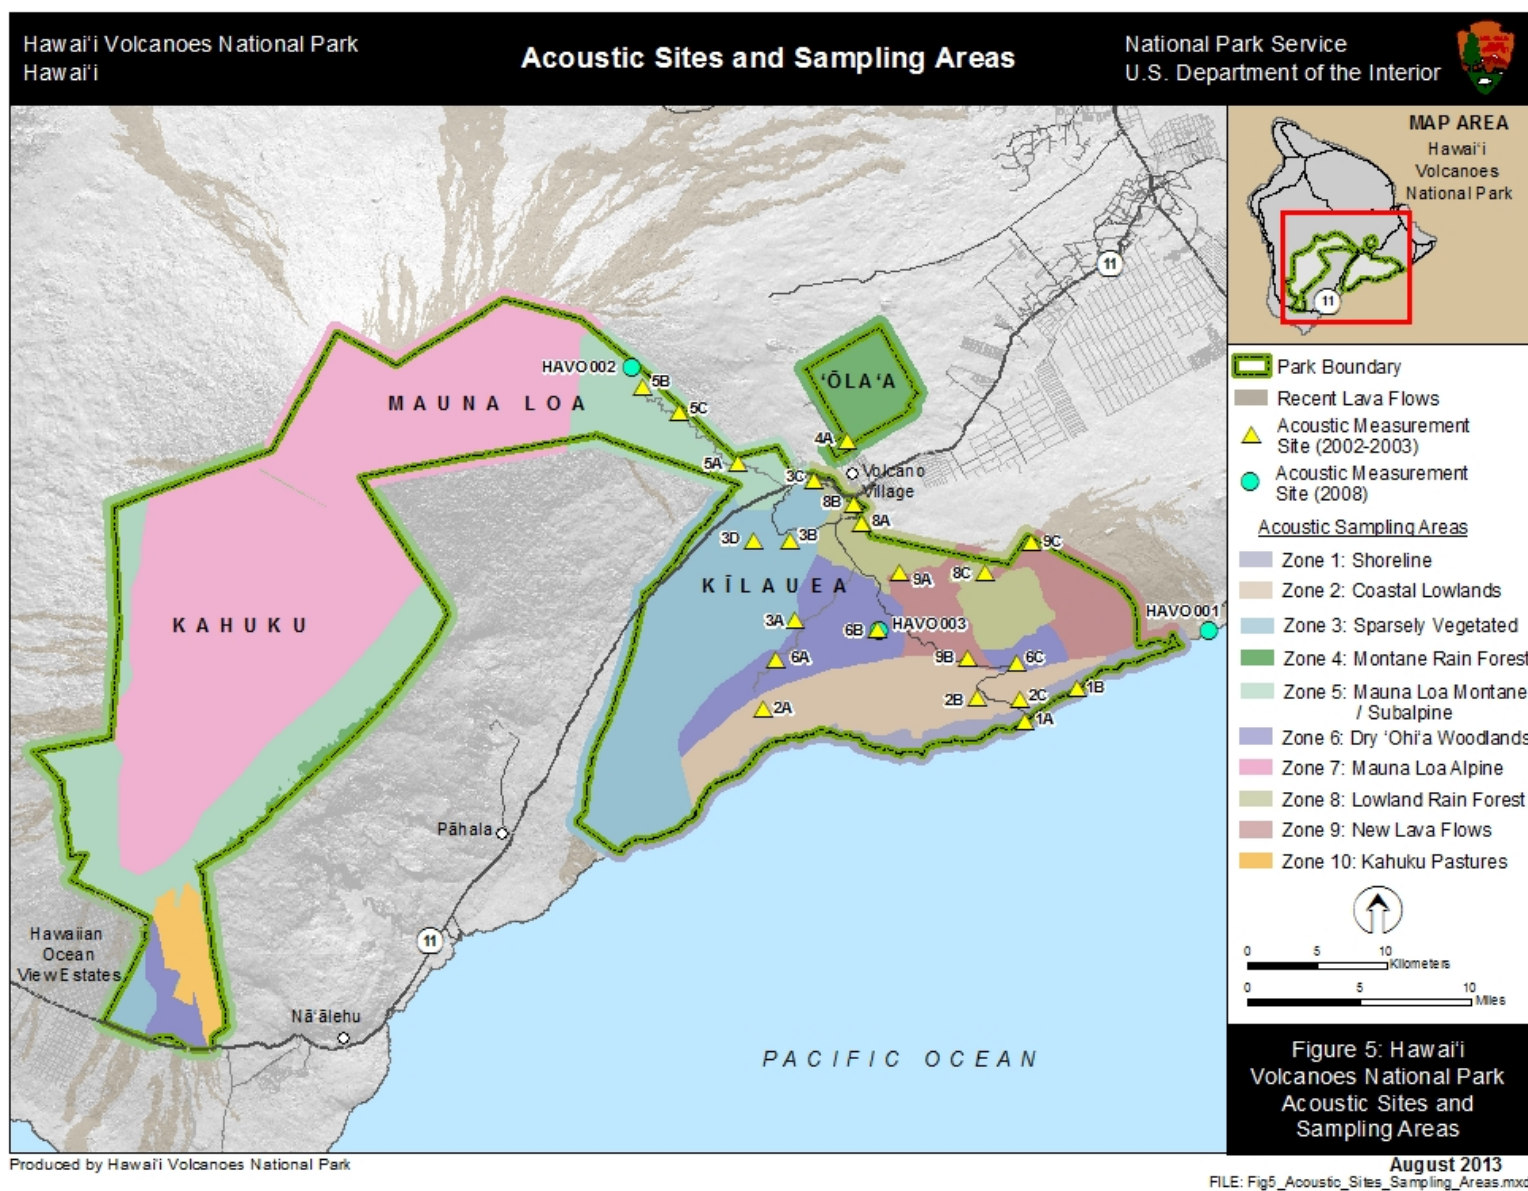 Hawai‘i Volcanoes National Park
Hawai‘i
Acoustic Sites and Sampling Areas
National Park Service
U.S. Department of the Interior
MAP AREA
Hawai‘i
Volcanoes
National Park
11
11
HAVO002
5B
5C
MAUNA LOA
‘ŌLA‘A
4A
5A
Volcano
Village
3C
8B
8A
3D
3B
9C
KĪLAUEA
9A
8C
KAHUKU
HAVO001
3A
6B
HAVO003
6A
9B
6C
2A
2B
2C
1B
1A
Pāhala
11
Hawaiian
Ocean
View Estates
Nā‘ālehu
PACIFIC OCEAN
Park Boundary
Recent Lava Flows
Acoustic Measurement
Site (2002-2003)
Acoustic Measurement
Site (2008)
Acoustic Sampling Areas
Zone 1: Shoreline
Zone 2: Coastal Lowlands
Zone 3: Sparsely Vegetated
Zone 4: Montane Rain Forest
Zone 5: Mauna Loa Montane
/ Subalpine
Zone 6: Dry ‘Ohi‘a Woodlands
Zone 7: Mauna Loa Alpine
Zone 8: Lowland Rain Forest
Zone 9: New Lava Flows
Zone 10: Kahuku Pastures
0 5 10
Kilometers
0 5 10
Miles
Figure 5: Hawai‘i
Volcanoes National Park
Acoustic Sites and
Sampling Areas
Produced by Hawai‘i Volcanoes National Park
August 2013
FILE: Fig5_Acoustic_Sites_Sampling_Areas.mxd